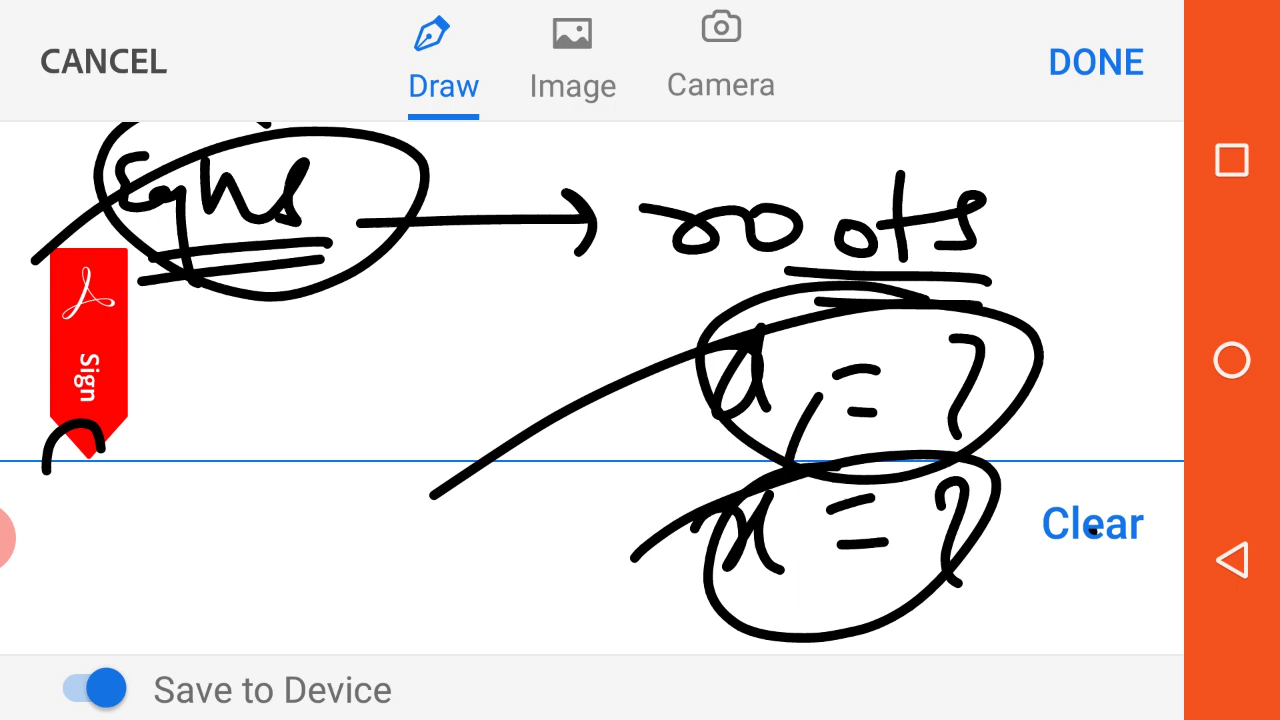 CANCEL Draw Image Camera DONE
Eqns → roots
Sign
x = ?
x = ?
Clear
Save to Device